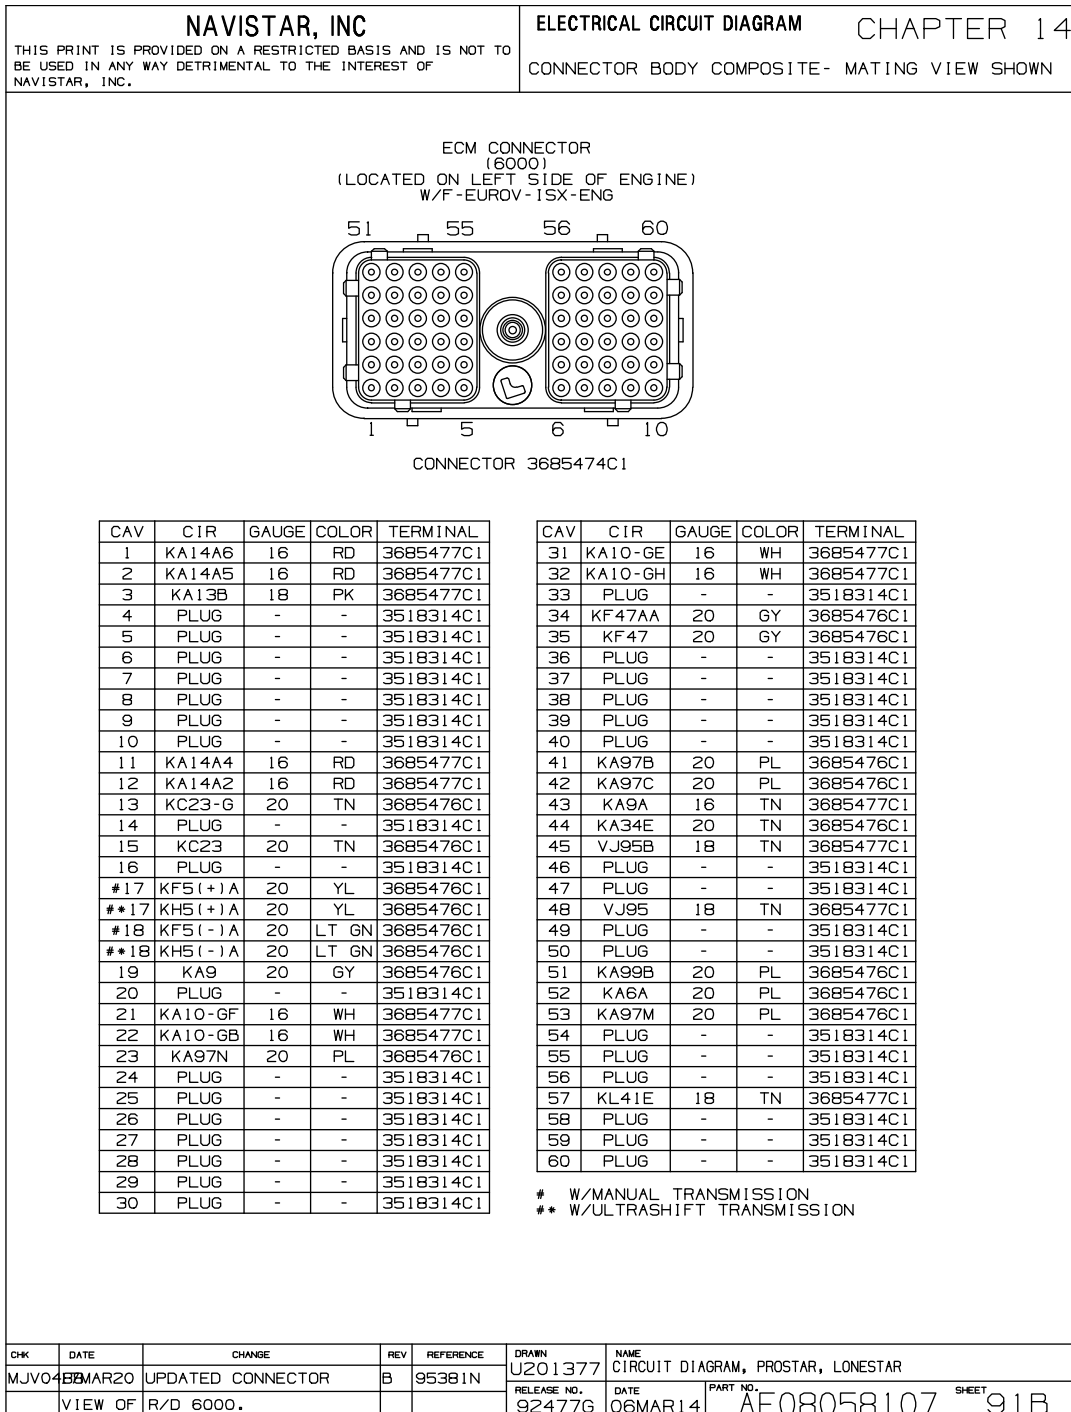 NAVISTAR, INC
THIS PRINT IS PROVIDED ON A RESTRICTED BASIS AND IS NOT TO
BE USED IN ANY WAY DETRIMENTAL TO THE INTEREST OF
NAVISTAR, INC.
ELECTRICAL CIRCUIT DIAGRAM CHAPTER 14
CONNECTOR BODY COMPOSITE- MATING VIEW SHOWN
ECM CONNECTOR
(6000)
(LOCATED ON LEFT SIDE OF ENGINE)
W/F-EUROV-ISX-ENG
51 55 56 60
1 5 6 10
CONNECTOR 3685474C1
CAV CIR GAUGE COLOR TERMINAL
1 KA14A6 16 RD 3685477C1
2 KA14A5 16 RD 3685477C1
3 KA13B 18 PK 3685477C1
4 PLUG - - 3518314C1
5 PLUG - - 3518314C1
6 PLUG - - 3518314C1
7 PLUG - - 3518314C1
8 PLUG - - 3518314C1
9 PLUG - - 3518314C1
10 PLUG - - 3518314C1
11 KA14A4 16 RD 3685477C1
12 KA14A2 16 RD 3685477C1
13 KC23-G 20 TN 3685476C1
14 PLUG - - 3518314C1
15 KC23 20 TN 3685476C1
16 PLUG - - 3518314C1
#17 KF5(+)A 20 YL 3685476C1
#*17 KH5(+)A 20 YL 3685476C1
#18 KF5(-)A 20 LT GN 3685476C1
#*18 KH5(-)A 20 LT GN 3685476C1
19 KA9 20 GY 3685476C1
20 PLUG - - 3518314C1
21 KA10-GF 16 WH 3685477C1
22 KA10-GB 16 WH 3685477C1
23 KA97N 20 PL 3685476C1
24 PLUG - - 3518314C1
25 PLUG - - 3518314C1
26 PLUG - - 3518314C1
27 PLUG - - 3518314C1
28 PLUG - - 3518314C1
29 PLUG - - 3518314C1
30 PLUG - - 3518314C1
CAV CIR GAUGE COLOR TERMINAL
31 KA10-GE 16 WH 3685477C1
32 KA10-GH 16 WH 3685477C1
33 PLUG - - 3518314C1
34 KF47AA 20 GY 3685476C1
35 KF47 20 GY 3685476C1
36 PLUG - - 3518314C1
37 PLUG - - 3518314C1
38 PLUG - - 3518314C1
39 PLUG - - 3518314C1
40 PLUG - - 3518314C1
41 KA97B 20 PL 3685476C1
42 KA97C 20 PL 3685476C1
43 KA9A 16 TN 3685477C1
44 KA34E 20 TN 3685476C1
45 VJ95B 18 TN 3685477C1
46 PLUG - - 3518314C1
47 PLUG - - 3518314C1
48 VJ95 18 TN 3685477C1
49 PLUG - - 3518314C1
50 PLUG - - 3518314C1
51 KA99B 20 PL 3685476C1
52 KA6A 20 PL 3685476C1
53 KA97M 20 PL 3685476C1
54 PLUG - - 3518314C1
55 PLUG - - 3518314C1
56 PLUG - - 3518314C1
57 KL41E 18 TN 3685477C1
58 PLUG - - 3518314C1
59 PLUG - - 3518314C1
60 PLUG - - 3518314C1
# W/MANUAL TRANSMISSION
#* W/ULTRASHIFT TRANSMISSION
CHK DATE CHANGE REV REFERENCE
MAR20 UPDATED CONNECTOR B 95381N
VIEW OF R/D 6000.
DRAWN U201377
NAME CIRCUIT DIAGRAM, PROSTAR, LONESTAR
RELEASE NO. 92477G
DATE 06MAR14
PART NO. AF08058107
SHEET 91B